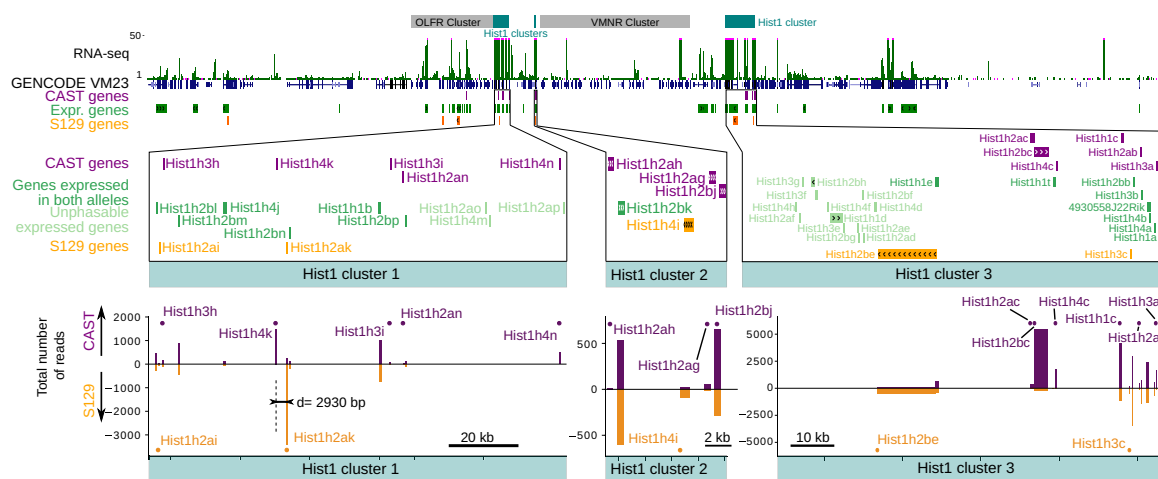 OLFR Cluster
VMNR Cluster
Hist1 cluster
Hist1 clusters
50
RNA-seq
1
GENCODE VM23
CAST genes
Expr. genes
S129 genes
CAST genes
Hist1h3h
Hist1h4k
Hist1h3i
Hist1h4n
Hist1h2an
Hist1h2ah
Hist1h2ag
Hist1h2bj
Hist1h2ac
Hist1h1c
Hist1h2bc
Hist1h2ab
Hist1h4c
Hist1h3a
Genes expressed
in both alleles
Hist1h2bl
Hist1h4j
Hist1h1b
Hist1h2bm
Hist1h2bp
Hist1h2bn
Hist1h2bk
Hist1h1e
Hist1h1t
Hist1h2bb
Hist1h3b
4930558J22Rik
Hist1h4b
Hist1h4a
Hist1h1a
Unphasable
expressed genes
Hist1h2ao
Hist1h2ap
Hist1h4m
Hist1h3g
Hist1h2bh
Hist1h3f
Hist1h2bf
Hist1h4h
Hist1h4f
Hist1h4d
Hist1h2af
Hist1h1d
Hist1h3e
Hist1h2ae
Hist1h2bg
Hist1h2ad
S129 genes
Hist1h2ai
Hist1h2ak
Hist1h4i
Hist1h2be
Hist1h3c
Hist1 cluster 1
Hist1 cluster 2
Hist1 cluster 3
Total number
of reads
CAST
S129
2000
1000
0
−1000
−2000
−3000
Hist1h3h
Hist1h4k
Hist1h3i
Hist1h2an
Hist1h4n
d= 2930 bp
Hist1h2ai
Hist1h2ak
20 kb
Hist1 cluster 1
500
0
−500
Hist1h2ah
Hist1h2bj
Hist1h2ag
Hist1h4i
2 kb
Hist1 cluster 2
5000
2500
0
−2500
−5000
Hist1h2ac
Hist1h4c
Hist1h3a
Hist1h1c
Hist1h2bc
Hist1h2a
10 kb
Hist1h2be
Hist1h3c
Hist1 cluster 3